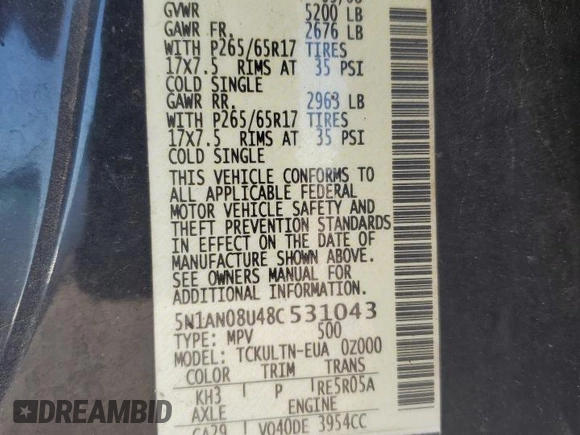 GVWR 5200 LB
GAWR FR. 2676 LB
WITH P265/65R17 TIRES
17X7.5 RIMS AT 35 PSI
COLD SINGLE
GAWR RR. 2963 LB
WITH P265/65R17 TIRES
17X7.5 RIMS AT 35 PSI
COLD SINGLE
THIS VEHICLE CONFORMS TO
ALL APPLICABLE FEDERAL
MOTOR VEHICLE SAFETY AND
THEFT PREVENTION STANDARDS
IN EFFECT ON THE DATE OF
MANUFACTURE SHOWN ABOVE.
SEE OWNERS MANUAL FOR
ADDITIONAL INFORMATION.
5N1AN08U48C531043
TYPE: MPV 500
MODEL: TCKULTN-EUA 0Z000
COLOR TRIM TRANS
KH3 P RE5R05A
AXLE ENGINE
CA29 VQ40DE 3954CC
DREAMBID